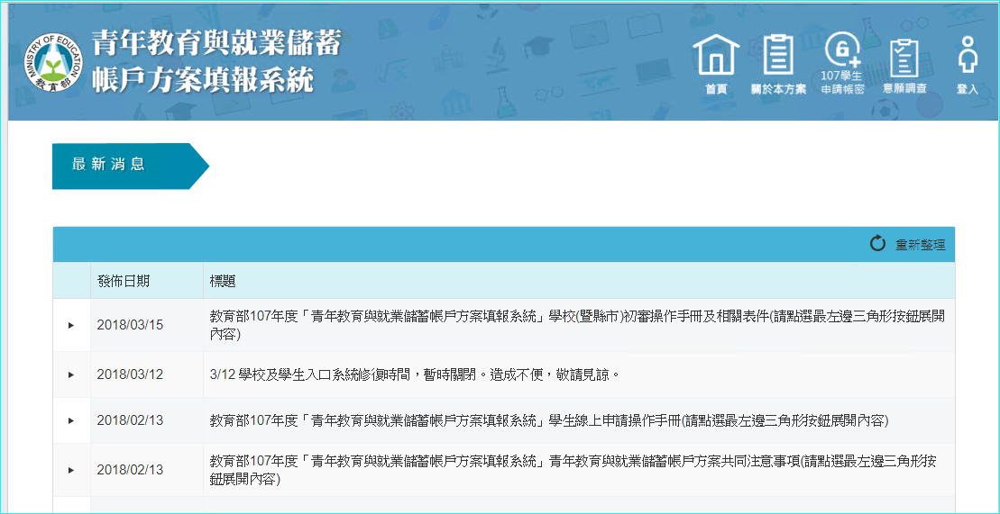 MINISTRY OF EDUCATION
教育部
青年教育與就業儲蓄
帳戶方案填報系統
首頁
關於本方案
107學生
申請帳密
意願調查
登入
最新消息
重新整理
發佈日期 標題
2018/03/15 教育部107年度「青年教育與就業儲蓄帳戶方案填報系統」學校(暨縣市)初審操作手冊及相關表件(請點選最左邊三角形按鈕展開
內容)
2018/03/12 3/12 學校及學生入口系統修復時間，暫時關閉。造成不便，敬請見諒。
2018/02/13 教育部107年度「青年教育與就業儲蓄帳戶方案填報系統」學生線上申請操作手冊(請點選最左邊三角形按鈕展開內容)
2018/02/13 教育部107年度「青年教育與就業儲蓄帳戶方案填報系統」青年教育與就業儲蓄帳戶方案共同注意事項(請點選最左邊三角形按
鈕展開內容)